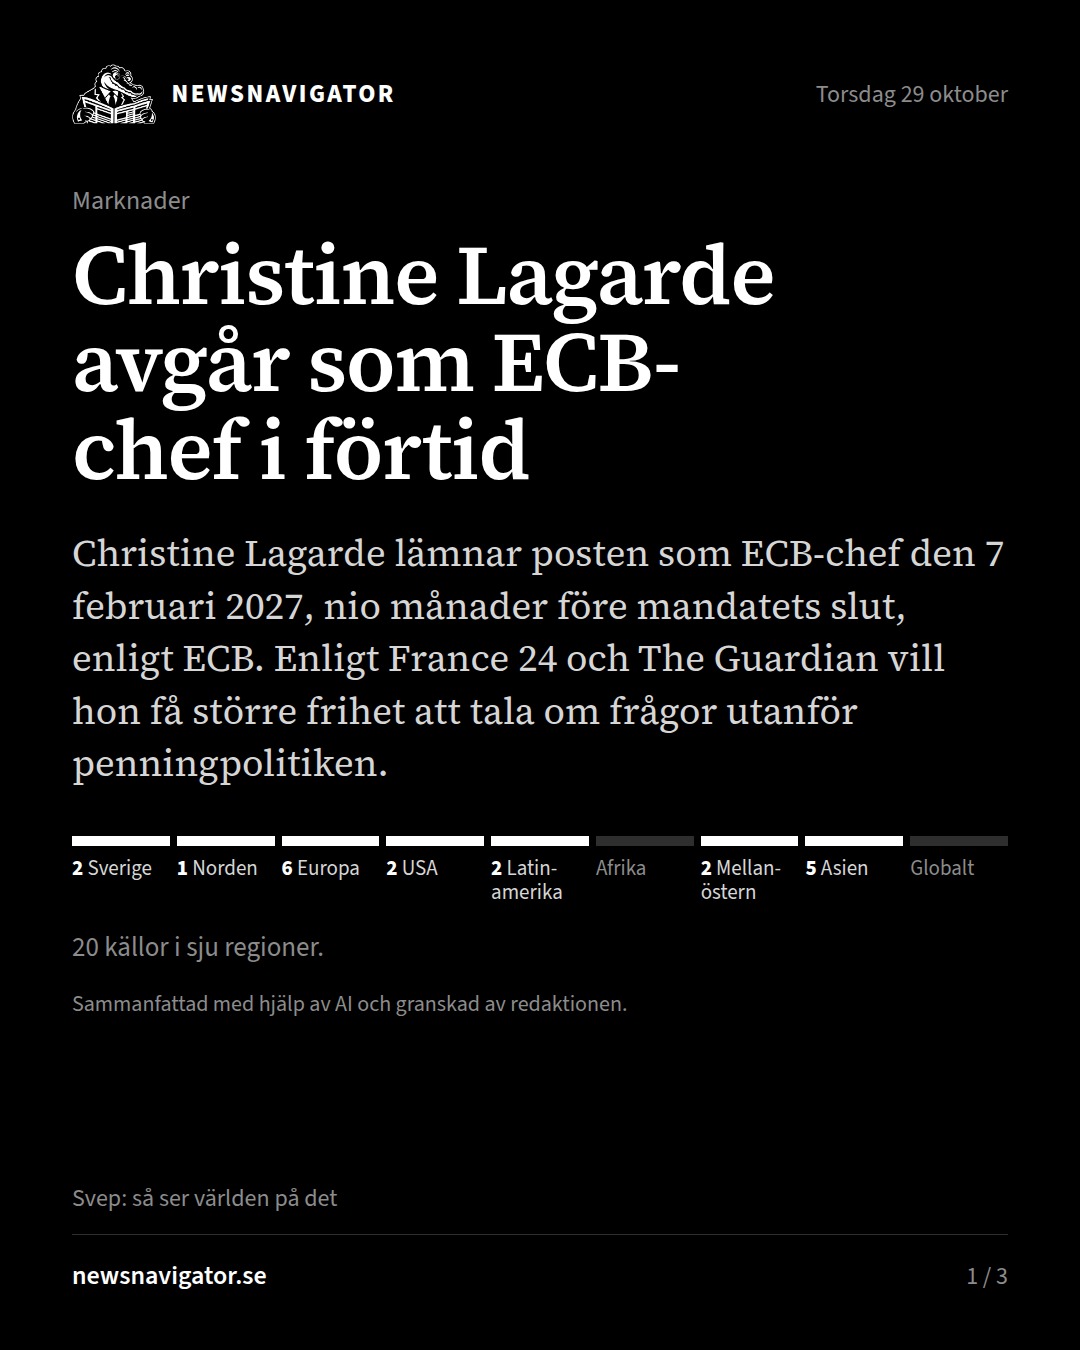 NEWSNAVIGATOR
Torsdag 29 oktober
Marknader
Christine Lagarde
avgår som ECB-
chef i förtid
Christine Lagarde lämnar posten som ECB-chef den 7
februari 2027, nio månader före mandatets slut,
enligt ECB. Enligt France 24 och The Guardian vill
hon få större frihet att tala om frågor utanför
penningpolitiken.
2 Sverige 1 Norden 6 Europa 2 USA 2 Latin- Afrika 2 Mellan- 5 Asien Globalt
amerika östern
20 källor i sju regioner.
Sammanfattad med hjälp av AI och granskad av redaktionen.
Svep: så ser världen på det
newsnavigator.se
1 / 3